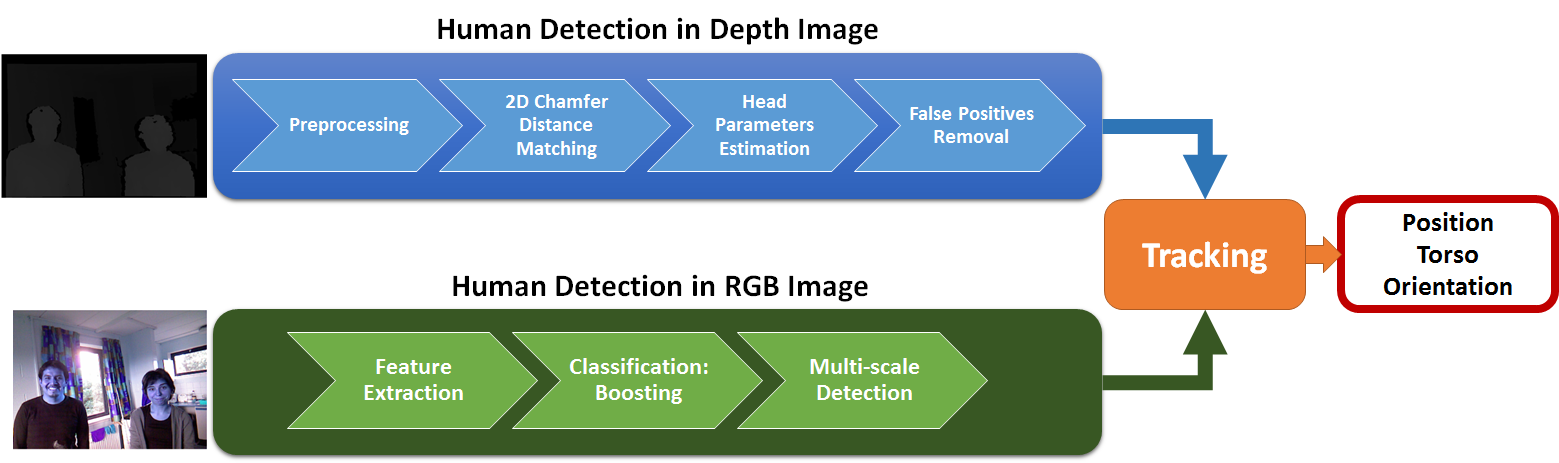 Human Detection in Depth Image
Preprocessing
2D Chamfer
Distance
Matching
Head
Parameters
Estimation
False Positives
Removal
Tracking
Position
Torso
Orientation
Human Detection in RGB Image
Feature
Extraction
Classification:
Boosting
Multi-scale
Detection